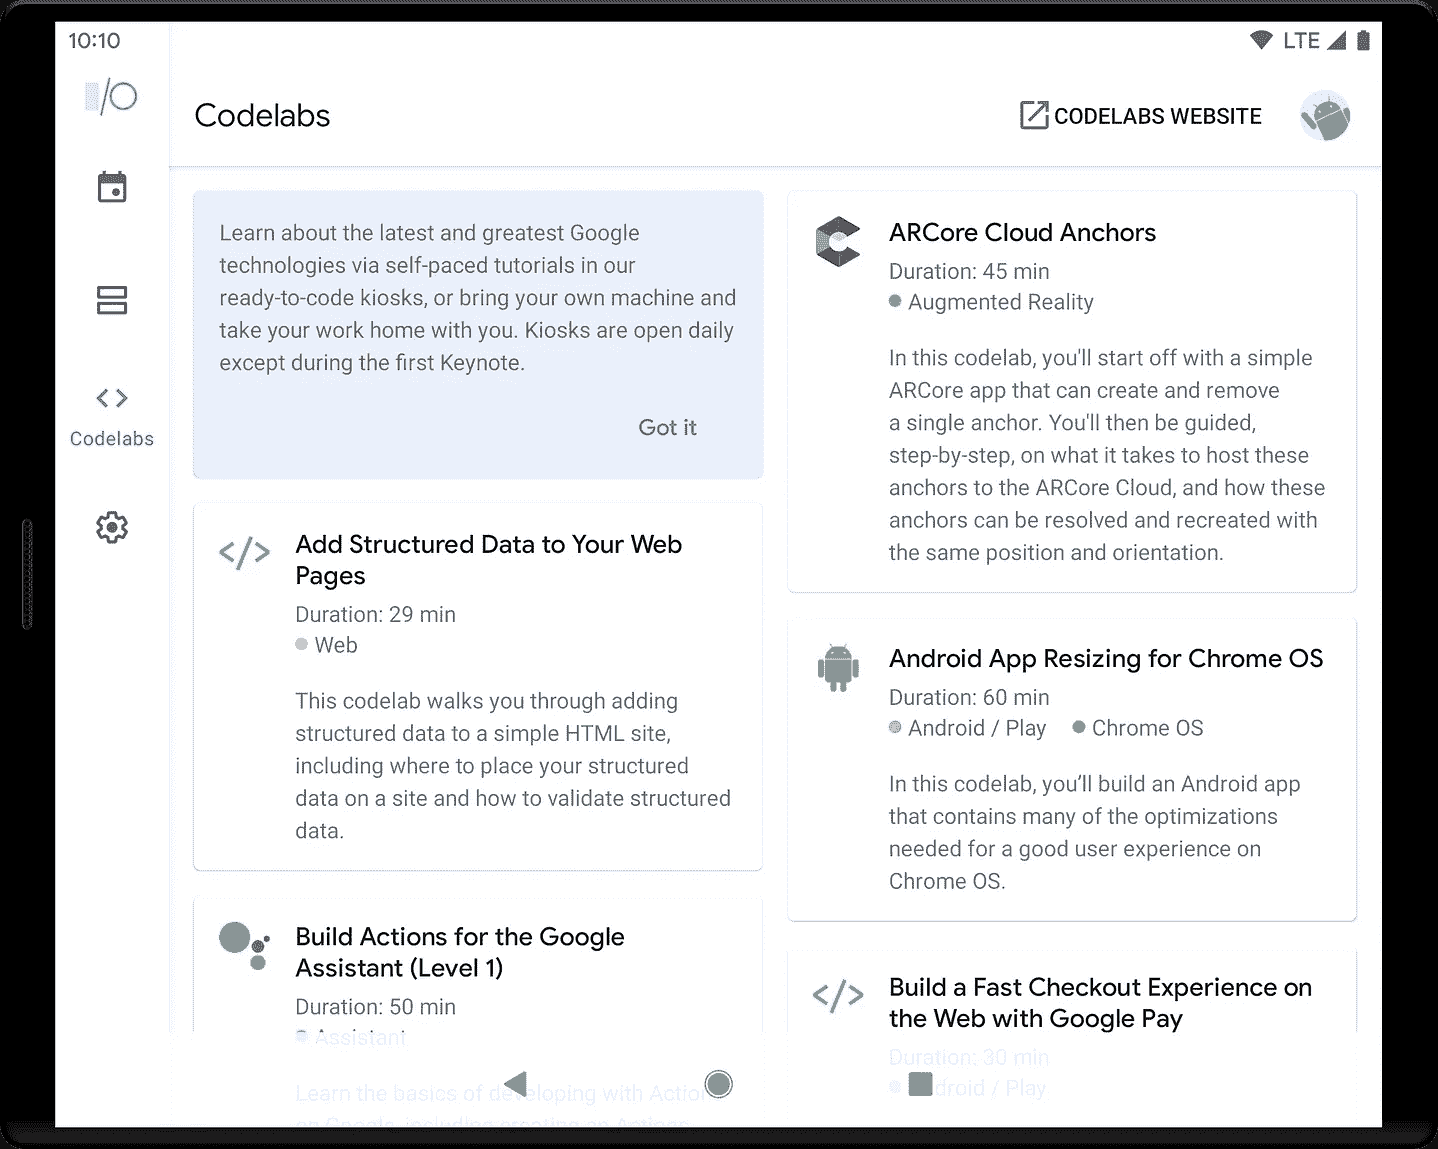 10:10
LTE
I/O
Codelabs
CODELABS WEBSITE
Codelabs
Learn about the latest and greatest Google
technologies via self-paced tutorials in our
ready-to-code kiosks, or bring your own machine and
take your work home with you. Kiosks are open daily
except during the first Keynote.
Got it
Add Structured Data to Your Web
Pages
Duration: 29 min
Web
This codelab walks you through adding
structured data to a simple HTML site,
including where to place your structured
data on a site and how to validate structured
data.
Build Actions for the Google
Assistant (Level 1)
Duration: 50 min
Assistant
Learn the basics of developing with
on Google, including creating an Actions
ARCore Cloud Anchors
Duration: 45 min
Augmented Reality
In this codelab, you'll start off with a simple
ARCore app that can create and remove
a single anchor. You'll then be guided,
step-by-step, on what it takes to host these
anchors to the ARCore Cloud, and how these
anchors can be resolved and recreated with
the same position and orientation.
Android App Resizing for Chrome OS
Duration: 60 min
Android / Play
Chrome OS
In this codelab, you’ll build an Android app
that contains many of the optimizations
needed for a good user experience on
Chrome OS.
Build a Fast Checkout Experience on
the Web with Google Pay
Duration: 30 min
Android / Play